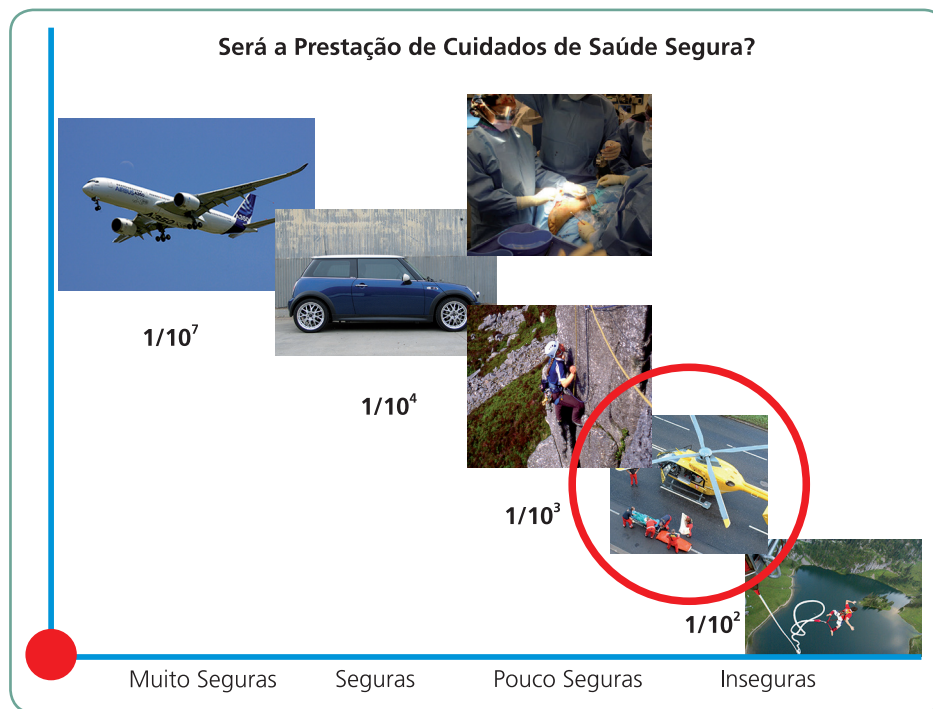 Será a Prestação de Cuidados de Saúde Segura?
1/10⁷
1/10⁴
1/10³
1/10²
Muito Seguras Seguras Pouco Seguras Inseguras